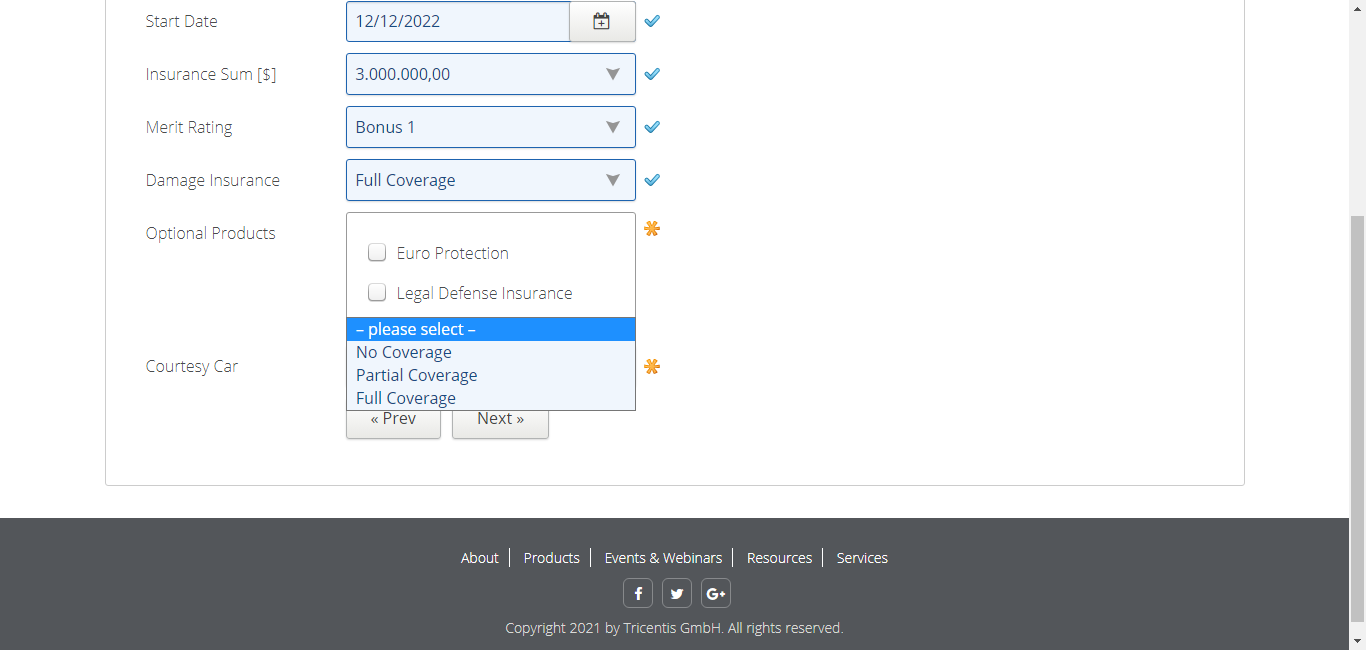 Start Date 12/12/2022
Insurance Sum [$] 3.000.000,00
Merit Rating Bonus 1
Damage Insurance Full Coverage
Optional Products
Euro Protection
Legal Defense Insurance
– please select –
No Coverage
Courtesy Car
Partial Coverage
Full Coverage
« Prev Next »
About Products Events & Webinars Resources Services
f G+
Copyright 2021 by Tricentis GmbH. All rights reserved.